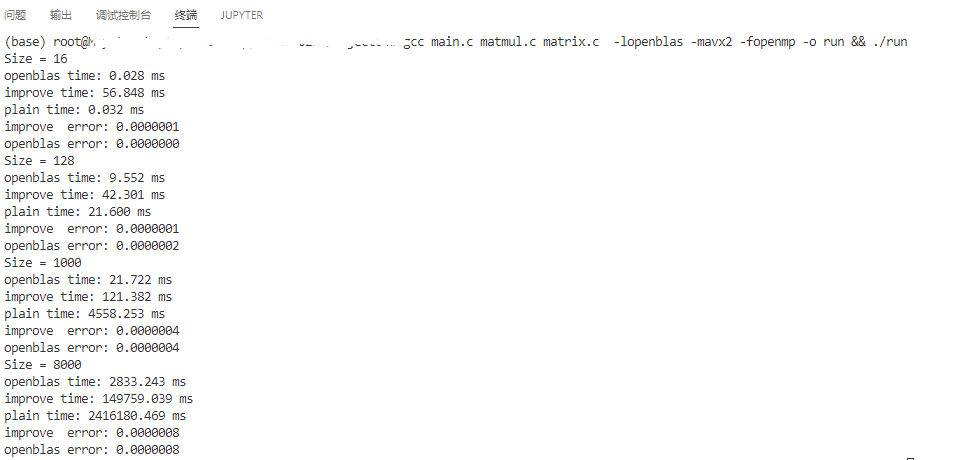 问题 输出 调试控制台 终端 JUPYTER
(base) root@ gcc main.c matmul.c matrix.c -lopenblas -mavx2 -fopenmp -o run && ./run
Size = 16
openblas time: 0.028 ms
improve time: 56.848 ms
plain time: 0.032 ms
improve  error: 0.0000001
openblas error: 0.0000000
Size = 128
openblas time: 9.552 ms
improve time: 42.301 ms
plain time: 21.600 ms
improve  error: 0.0000001
openblas error: 0.0000002
Size = 1000
openblas time: 21.722 ms
improve time: 121.382 ms
plain time: 4558.253 ms
improve  error: 0.0000004
openblas error: 0.0000004
Size = 8000
openblas time: 2833.243 ms
improve time: 149759.039 ms
plain time: 2416180.469 ms
improve  error: 0.0000008
openblas error: 0.0000008